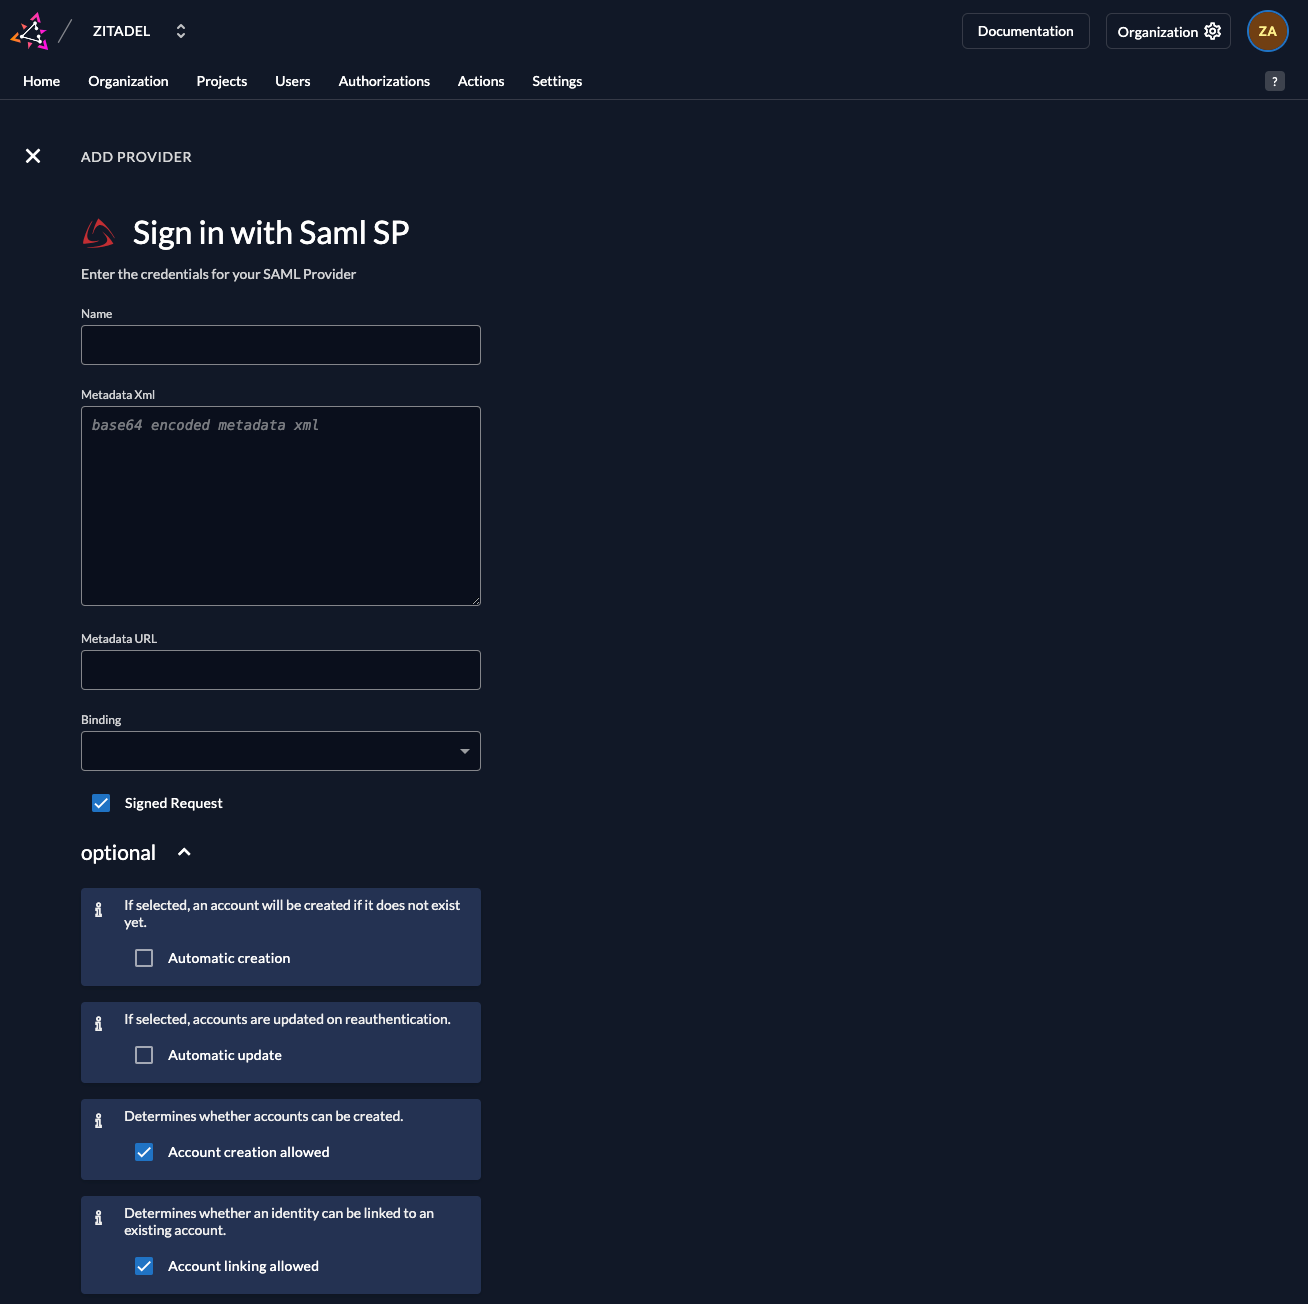 ZITADEL
Documentation
Organization
ZA
Home
Organization
Projects
Users
Authorizations
Actions
Settings
?
ADD PROVIDER
Sign in with Saml SP
Enter the credentials for your SAML Provider
Name
Metadata Xml
base64 encoded metadata xml
Metadata URL
Binding
Signed Request
optional
If selected, an account will be created if it does not exist
yet.
Automatic creation
If selected, accounts are updated on reauthentication.
Automatic update
Determines whether accounts can be created.
Account creation allowed
Determines whether an identity can be linked to an
existing account.
Account linking allowed